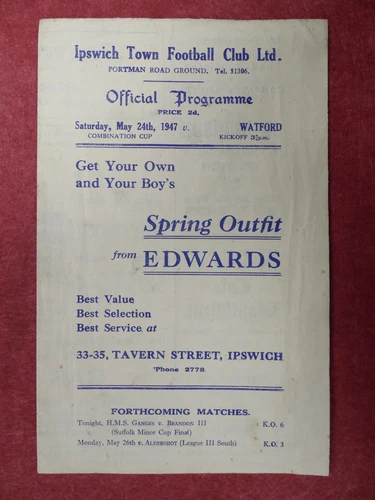 Ipswich Town Football Club Ltd.
PORTMAN ROAD GROUND. Tel. 51306.
Official Programme
PRICE 2d.
Saturday, May 24th, 1947 v. WATFORD
COMBINATION CUP KICKOFF 3 p.m.
Get Your Own
and Your Boy's
Spring Outfit
from EDWARDS
Best Value
Best Selection
Best Service at
33-35, TAVERN STREET, IPSWICH
'Phone 2778
FORTHCOMING MATCHES.
Tonight, H.M.S. GANGES v. BRANDON III K.O. 6
(Suffolk Minor Cup Final)
Monday, May 26th v. ALDERSHOT (League III South) K.O. 3